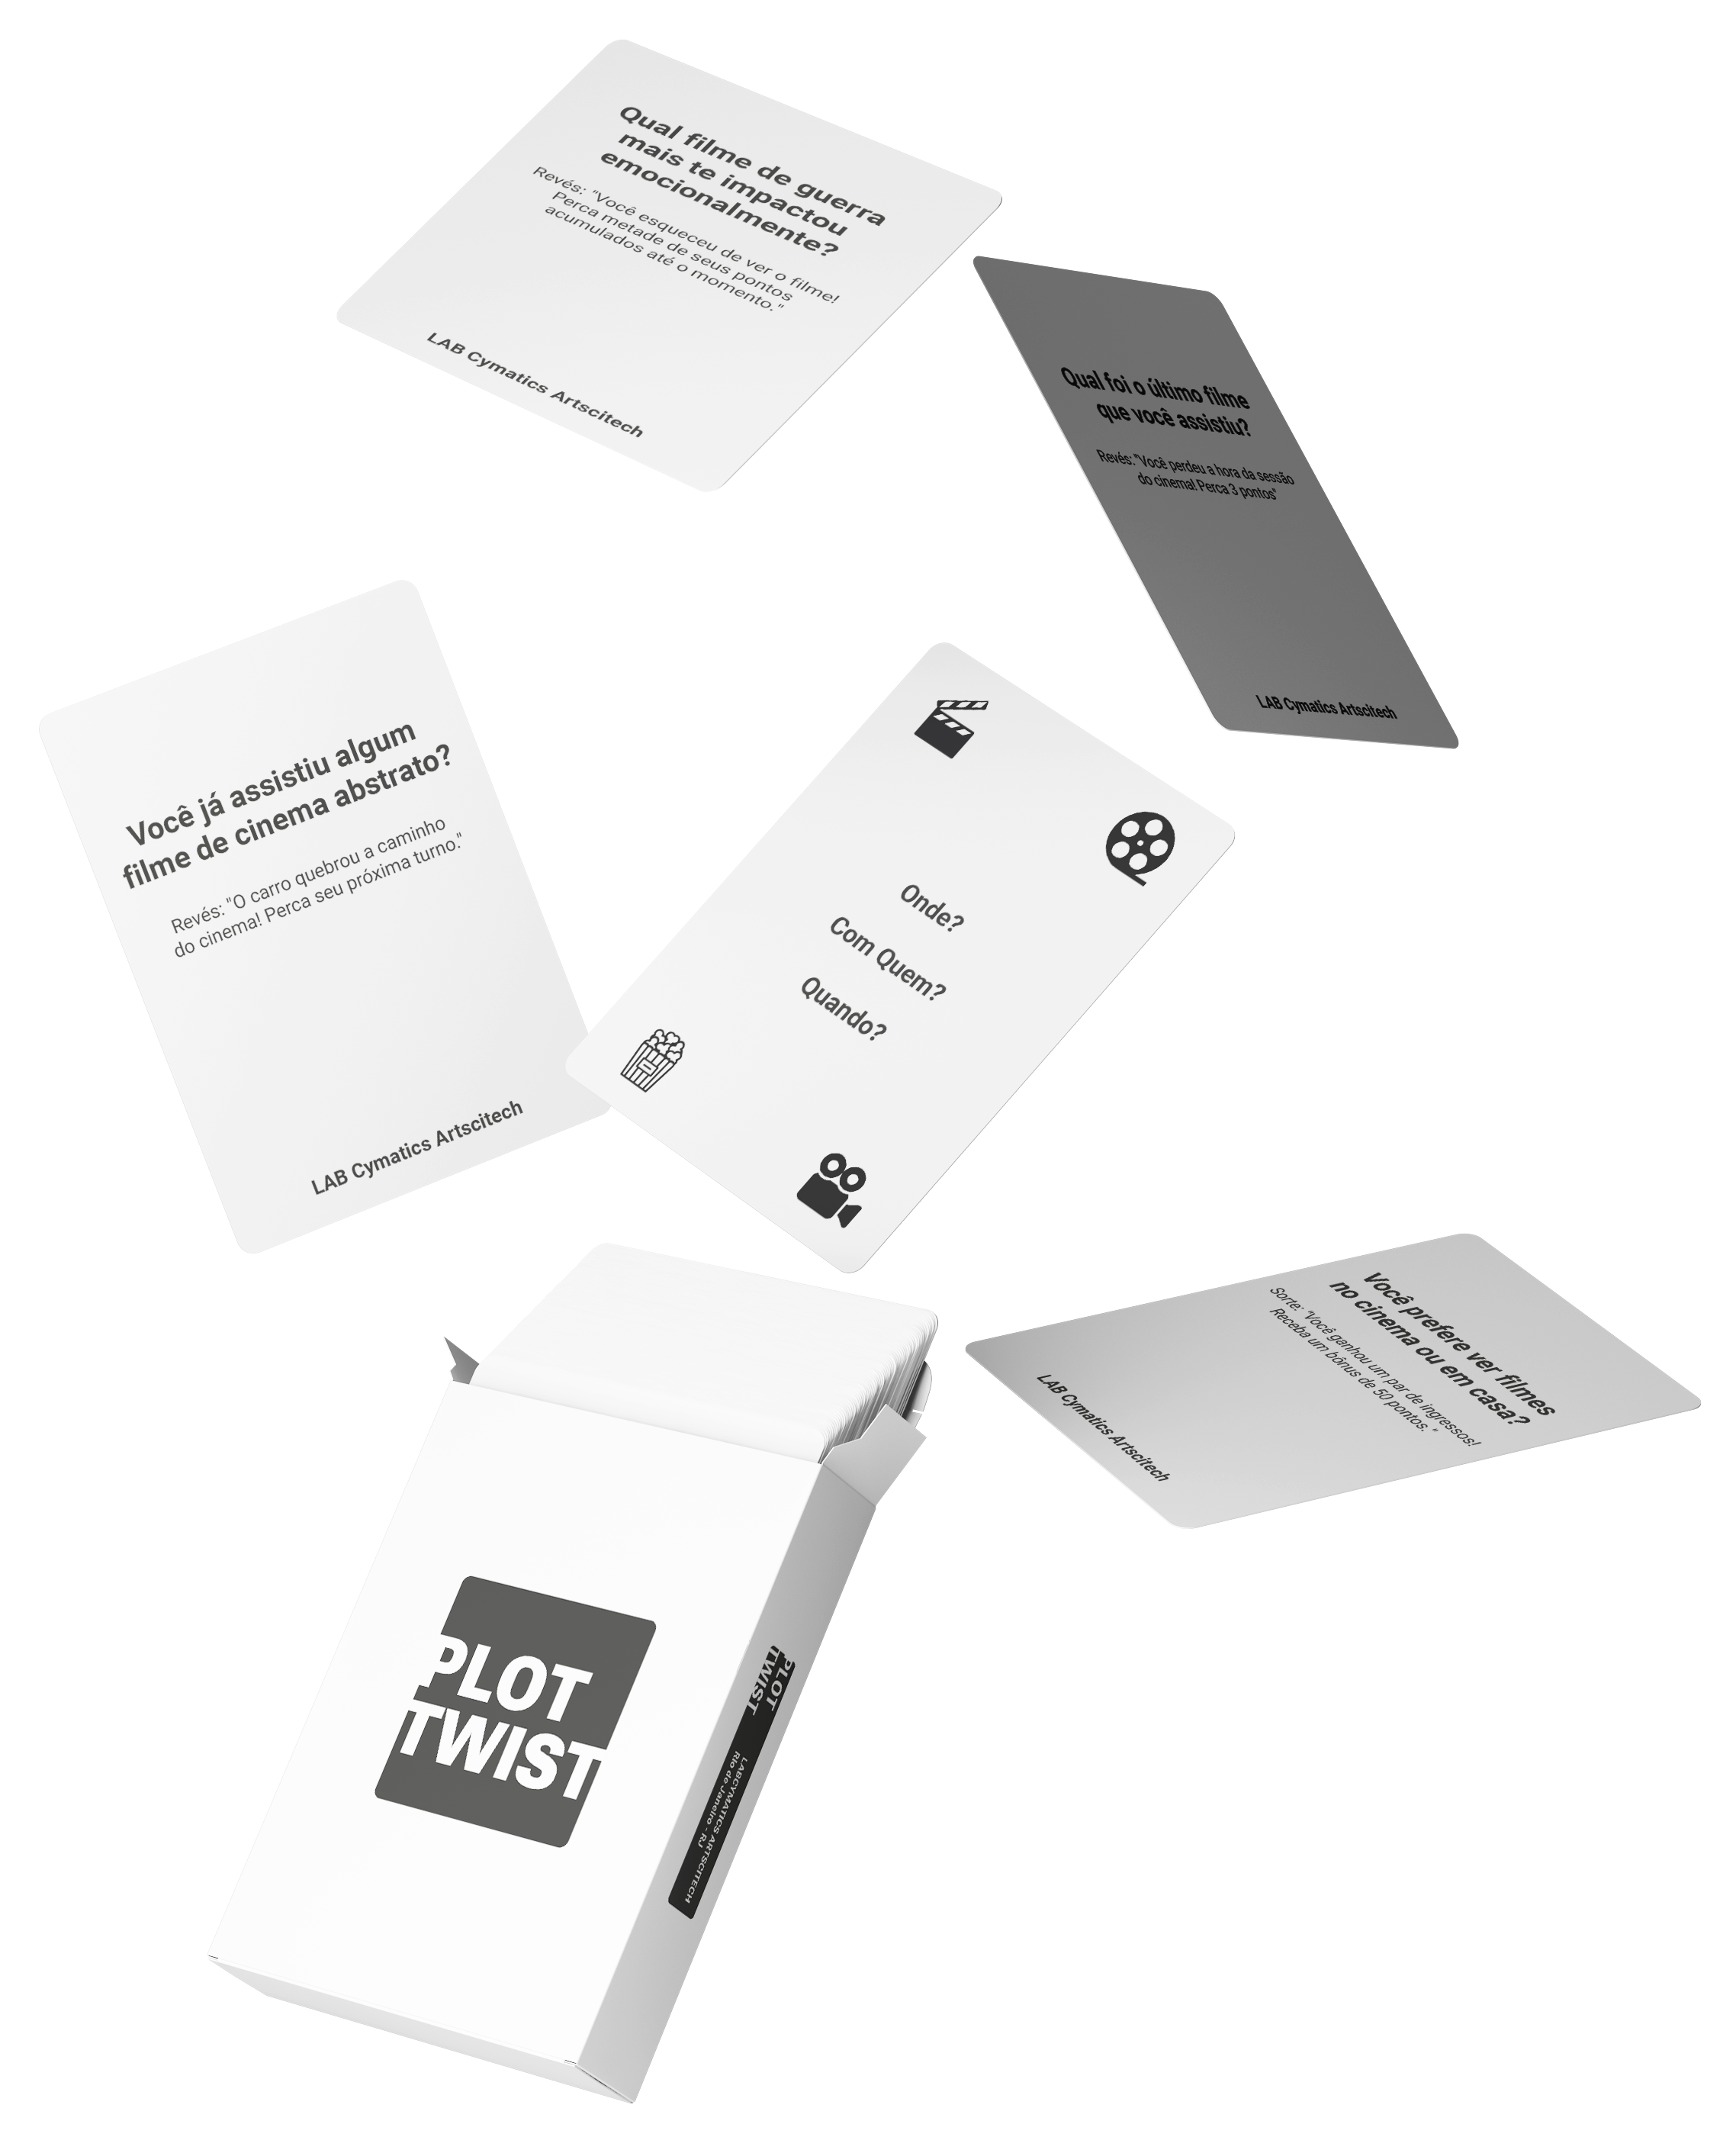 Qual filme de guerra
mais te impactou
emocionalmente?
Revés: "Você esqueceu de ver o filme!
Perca metade de seus pontos
acumulados até o momento."
LAB Cymatics Artscitech
Qual foi o último filme
que você assistiu?
Revés: "Você perdeu a hora da sessão
do cinema! Perca 3 pontos"
LAB Cymatics Artscitech
Você já assistiu algum
filme de cinema abstrato?
Revés: "O carro quebrou a caminho
do cinema! Perca seu próxima turno."
LAB Cymatics Artscitech
Onde?
Com Quem?
Quando?
Você prefere ver filmes
no cinema ou em casa?
Sorte: "Você ganhou um par de ingressos!
Receba um bônus de 50 pontos. "
LAB Cymatics Artscitech
PLOT
TWIST
PLOT
TWIST
LABCYMATICS ARTSCITECH
Rio de Janeiro - RJ